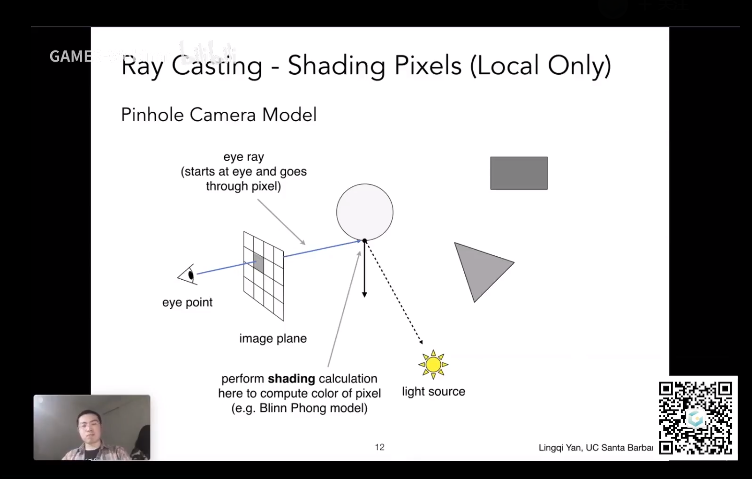 GAME
Ray Casting - Shading Pixels (Local Only)
Pinhole Camera Model
eye ray
(starts at eye and goes
through pixel)
eye point
image plane
perform shading calculation
here to compute color of pixel
(e.g. Blinn Phong model)
light source
12
Lingqi Yan, UC Santa Barbar